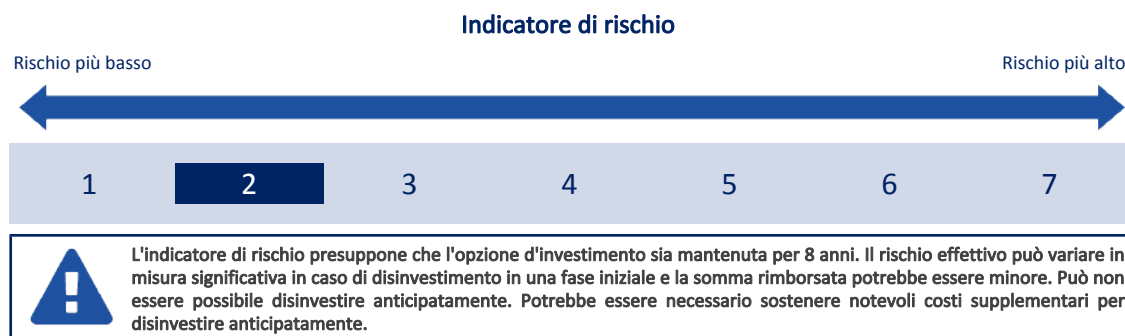 Indicatore di rischio
Rischio più basso
Rischio più alto
1 2 3 4 5 6 7
L'indicatore di rischio presuppone che l'opzione d'investimento sia mantenuta per 8 anni. Il rischio effettivo può variare in
misura significativa in caso di disinvestimento in una fase iniziale e la somma rimborsata potrebbe essere minore. Può non
essere possibile disinvestire anticipatamente. Potrebbe essere necessario sostenere notevoli costi supplementari per
disinvestire anticipatamente.